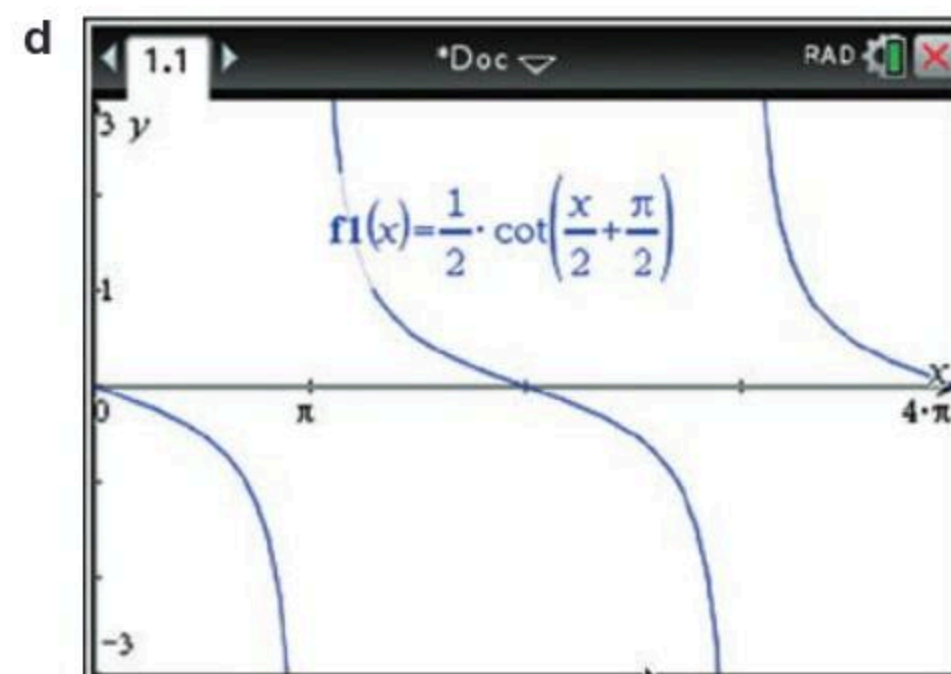 d
1.1 *Doc RAD
3 y
f1(x)=1/2·cot(x/2+π/2)
1
x
0 π 4·π
-3